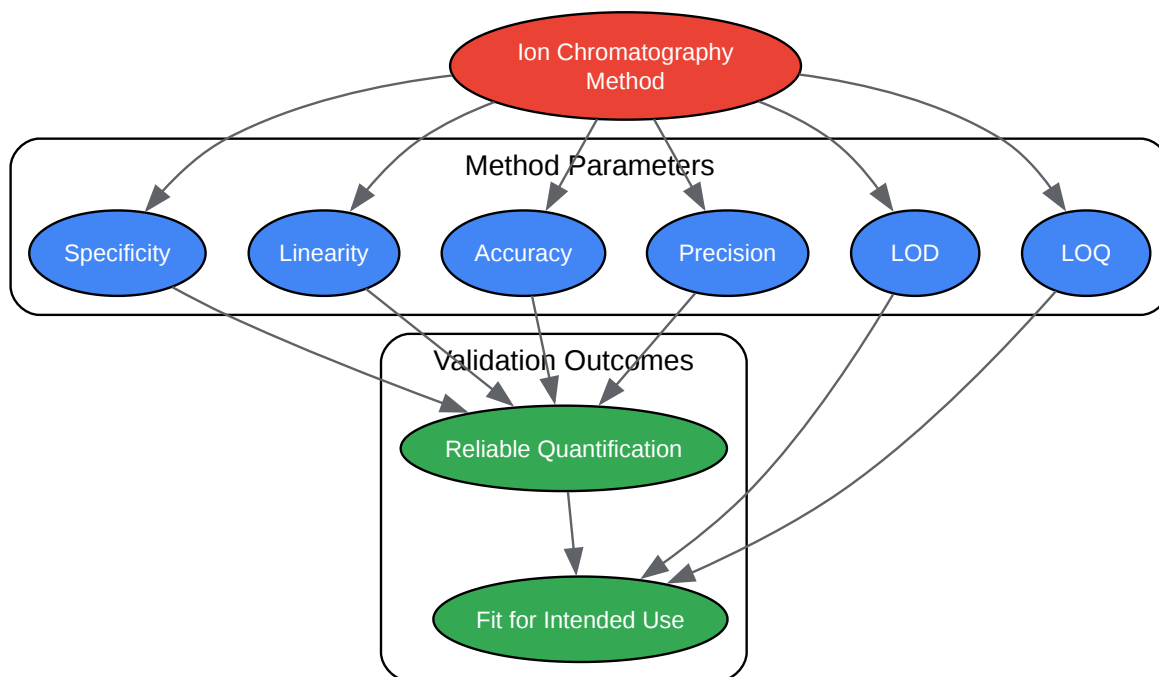 Ion Chromatography
Method
Method Parameters
Specificity
Linearity
Accuracy
Precision
LOD
LOQ
Validation Outcomes
Reliable Quantification
Fit for Intended Use